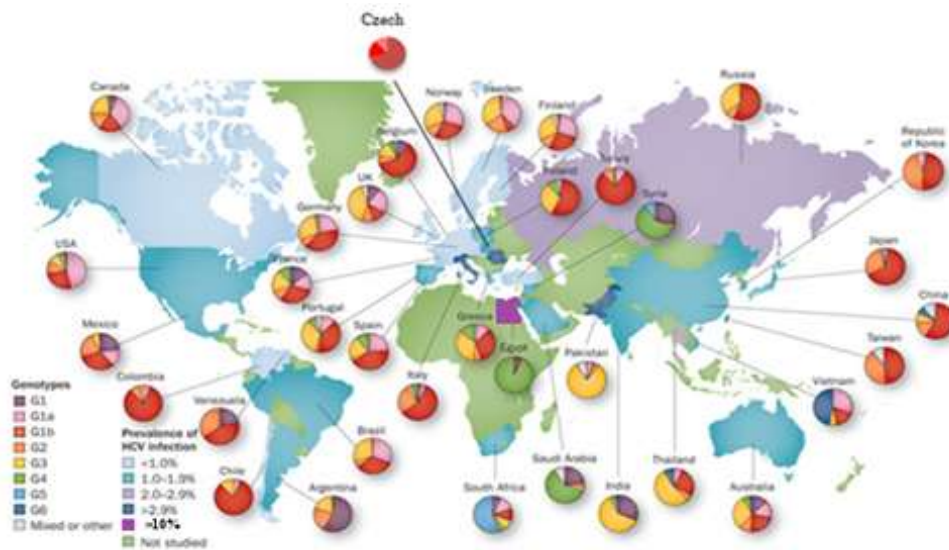 Czech
Canada
Norway
Sweden
Finland
Russia
Belgium
Republic
of Korea
UK
Poland
Turkey
Syria
Germany
USA
France
Japan
Mexico
Portugal
Spain
Greece
Egypt
Pakistan
China
Taiwan
Colombia
Venezuela
Italy
Vietnam
Brazil
Chile
Argentina
South Africa
Saudi Arabia
India
Thailand
Australia
Genotypes
G1
G1a
G1b
G2
G3
G4
G5
G6
Mixed or other
Prevalence of
HCV infection
<1.0%
1.0–1.9%
2.0–2.9%
>2.9%
≈10%
Not studied